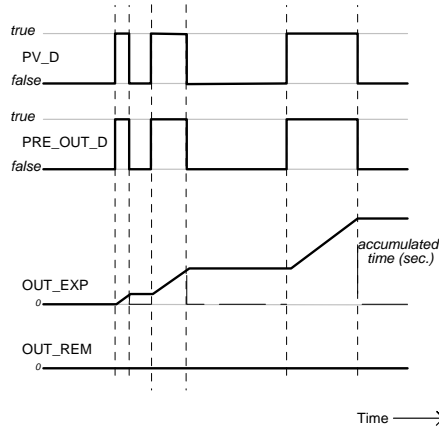 true
PV_D
false
true
PRE_OUT_D
false
accumulated
time (sec.)
OUT_EXP
0
OUT_REM
0
Time